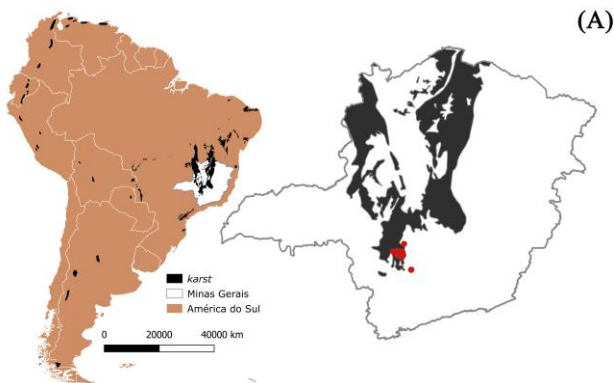 (A)
karst
Minas Gerais
América do Sul
0 20000 40000 km